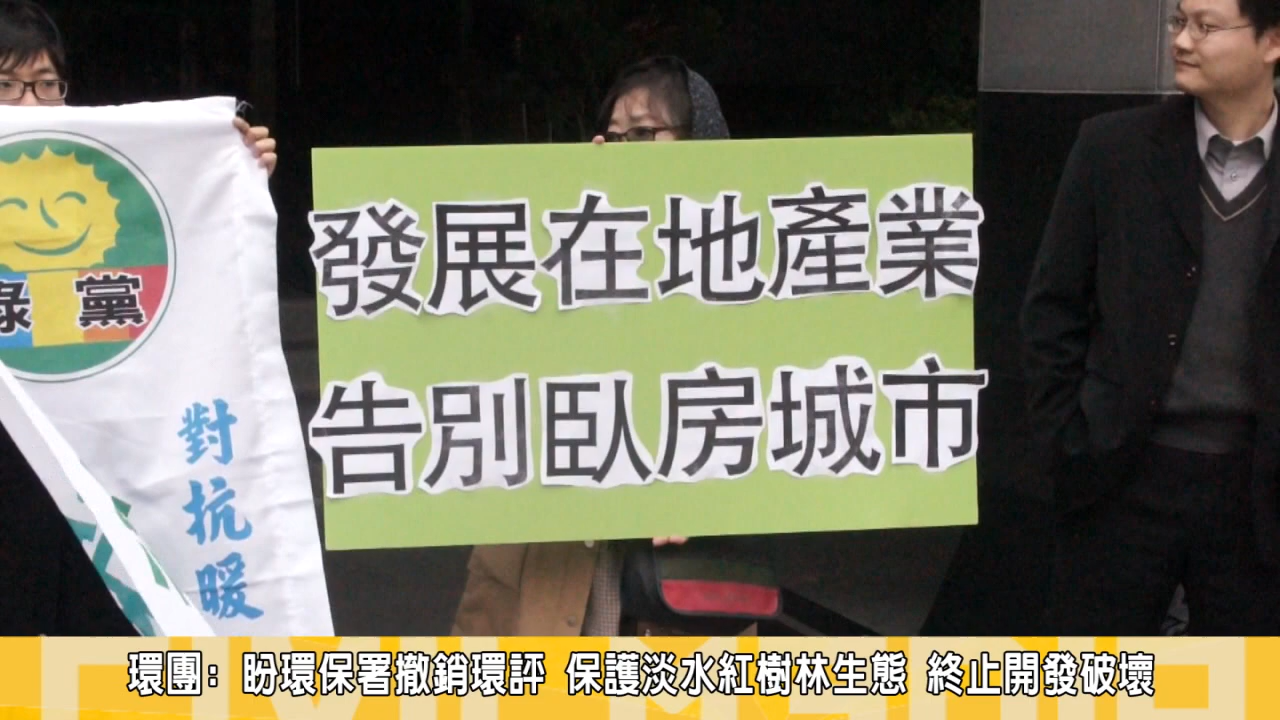 綠黨
對抗暖
發展在地產業
告別臥房城市
環團: 盼環保署撤銷環評 保護淡水紅樹林生態 終止開發破壞